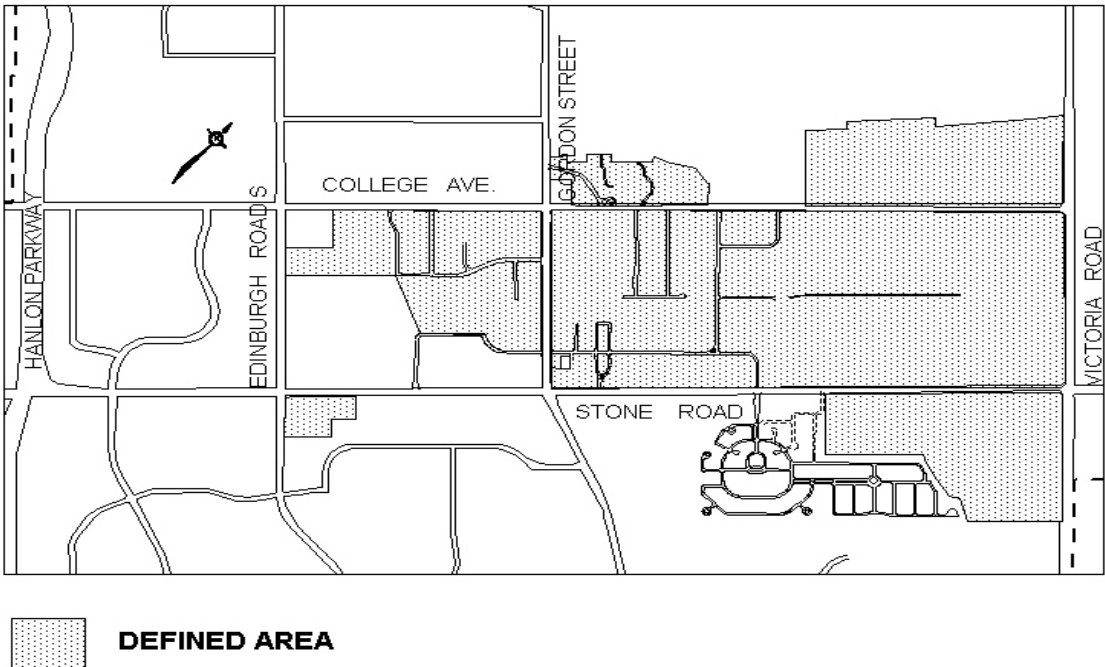 GORDON STREET
COLLEGE AVE.
HANLON PARKWAY
EDINBURGH ROAD S
VICTORIA ROAD
STONE ROAD
DEFINED AREA